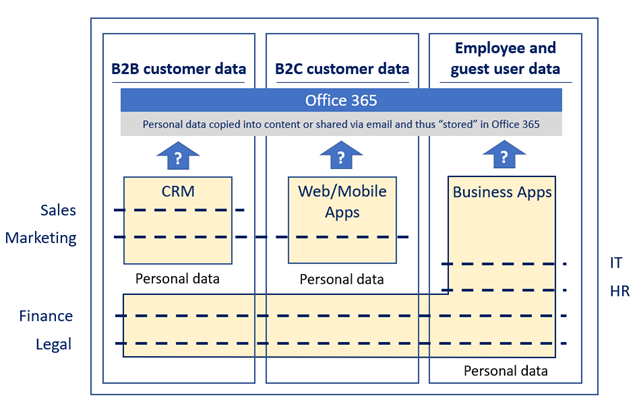 B2B customer data
B2C customer data
Employee and
guest user data
Office 365
Personal data copied into content or shared via email and thus “stored” in Office 365
?
?
?
CRM
Web/Mobile
Apps
Business Apps
Sales
Marketing
Personal data
Personal data
IT
HR
Finance
Legal
Personal data